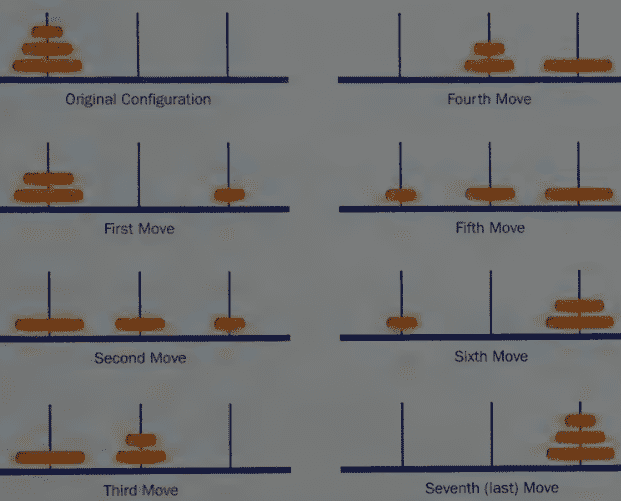 Original Configuration
First Move
Second Move
Third Move
Fourth Move
Fifth Move
Sixth Move
Seventh (last) Move